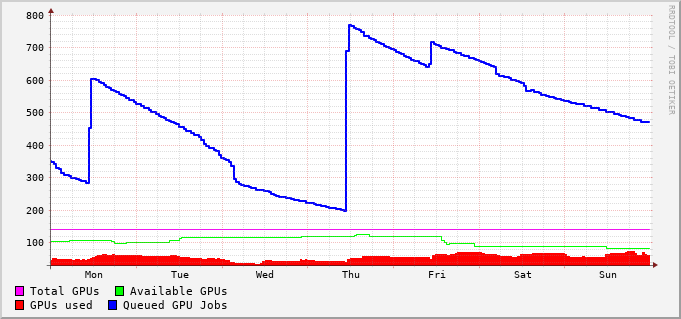 800
700
600
500
400
300
200
100
Mon Tue Wed Thu Fri Sat Sun
Total GPUs Available GPUs
GPUs used Queued GPU Jobs
RRDTOOL / TOBI OETIKER